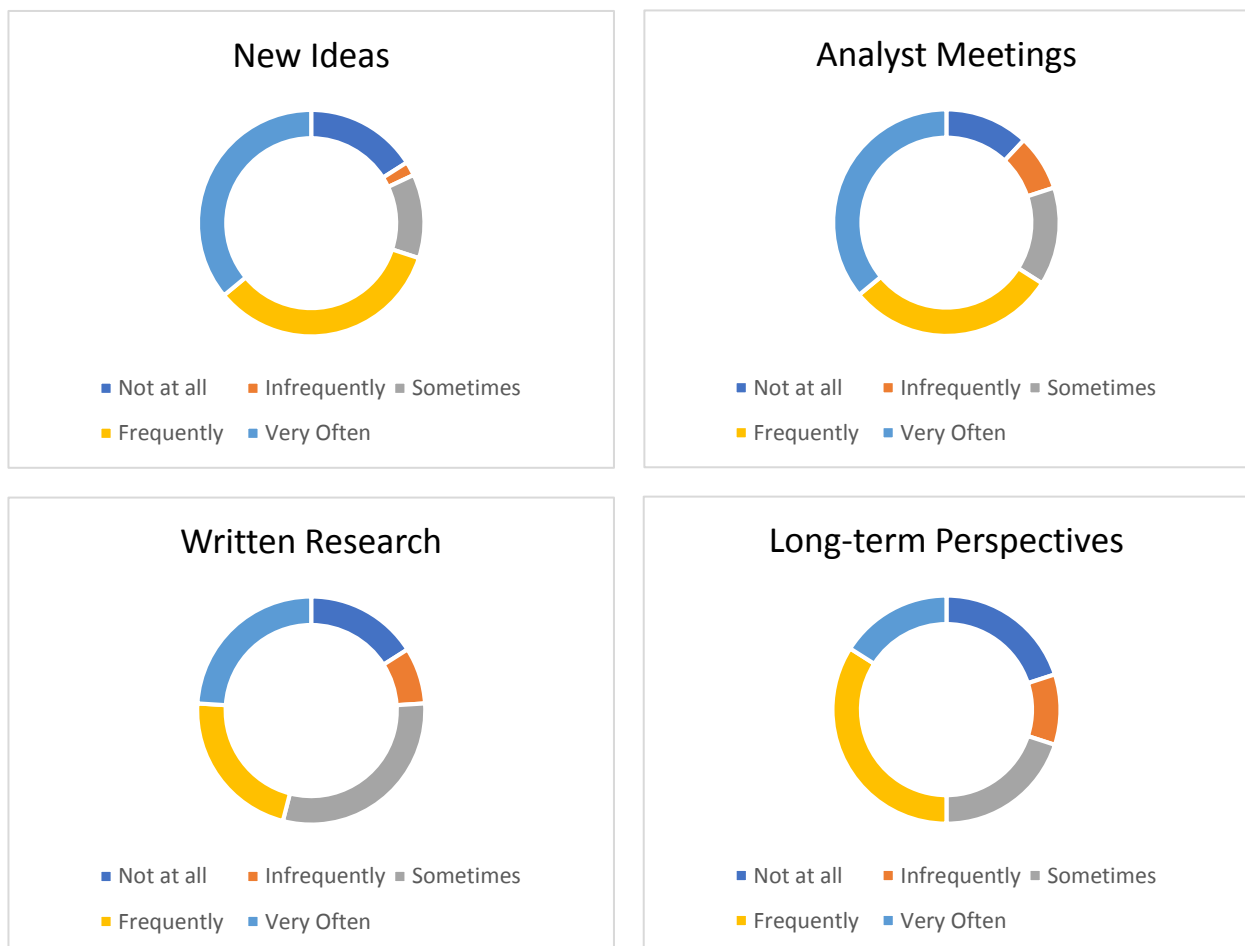 New Ideas
Not at all Infrequently Sometimes
Frequently Very Often
Analyst Meetings
Not at all Infrequently Sometimes
Frequently Very Often
Written Research
Not at all Infrequently Sometimes
Frequently Very Often
Long-term Perspectives
Not at all Infrequently Sometimes
Frequently Very Often